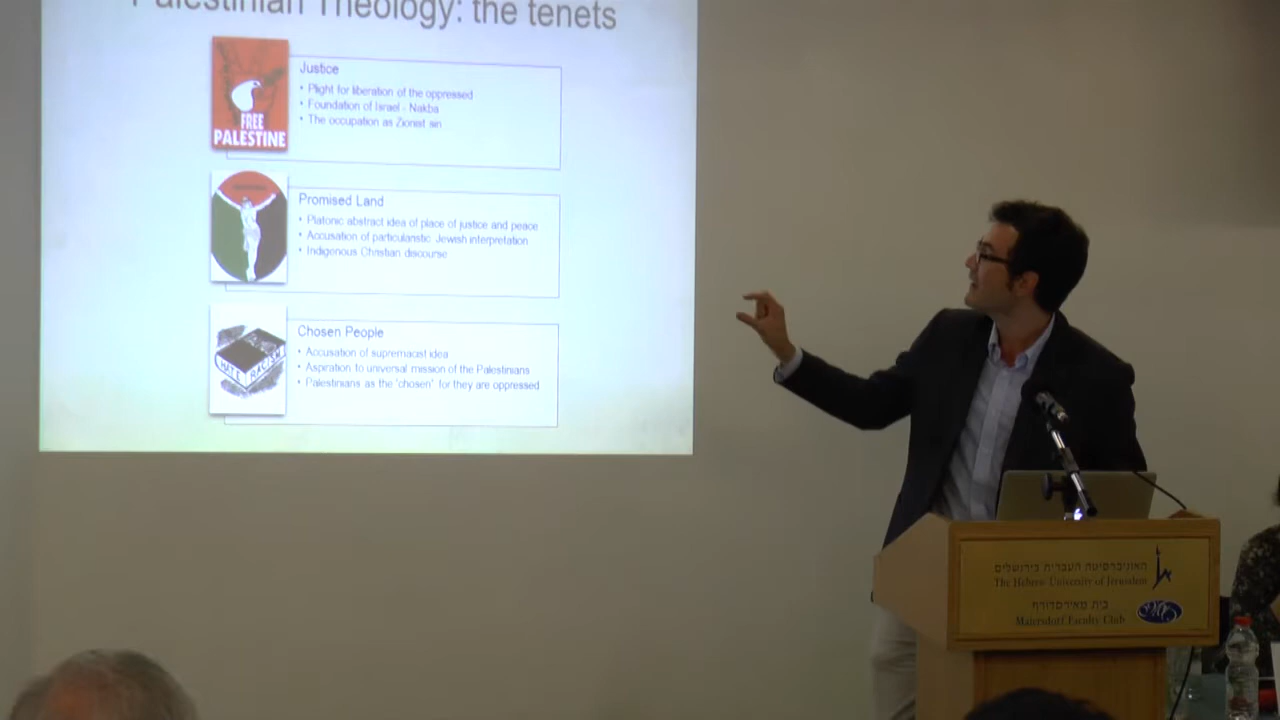 Palestinian Theology: the tenets
FREE
PALESTINE
Justice
• Plight for liberation of the oppressed
• Foundation of Israel - Nakba
• The occupation as Zionist sin
Promised Land
• Platonic abstract idea of place of justice and peace
• Accusation of particularistic Jewish interpretation
• Indigenous Christian discourse
HATE RACISM
Chosen People
• Accusation of supremacist idea
• Aspiration to universal mission of the Palestinians
• Palestinians as the 'chosen' for they are oppressed
האוניברסיטה העברית בירושלים
The Hebrew University of Jerusalem
בית מאירסדורף
Maiersdorf Faculty Club